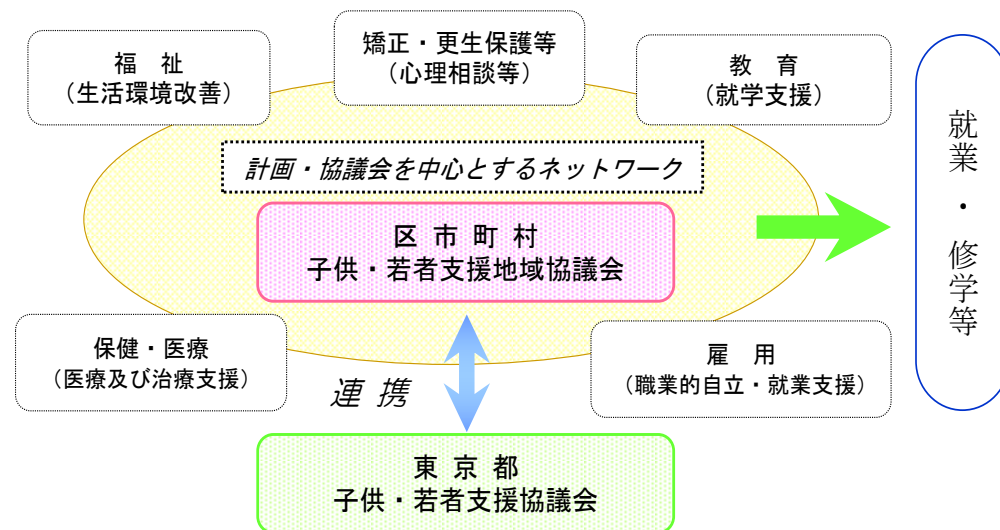 福　祉
（生活環境改善）
矯正・更生保護等
（心理相談等）
教　育
（就学支援）
計画・協議会を中心とするネットワーク
区 市 町 村
子供・若者支援地域協議会
就業・修学等
保健・医療
（医療及び治療支援）
連 携
雇　用
（職業的自立・就業支援）
東 京 都
子供・若者支援協議会